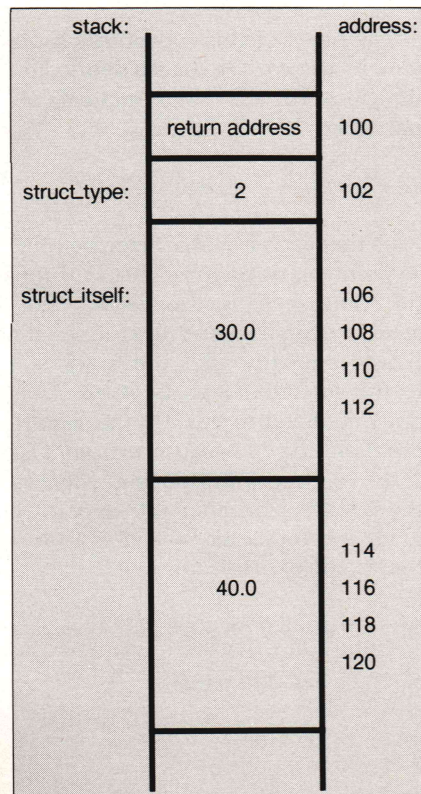 stack: address:
return address 100
struct_type: 2 102
struct_itself: 106
30.0 108
110
112
114
40.0 116
118
120